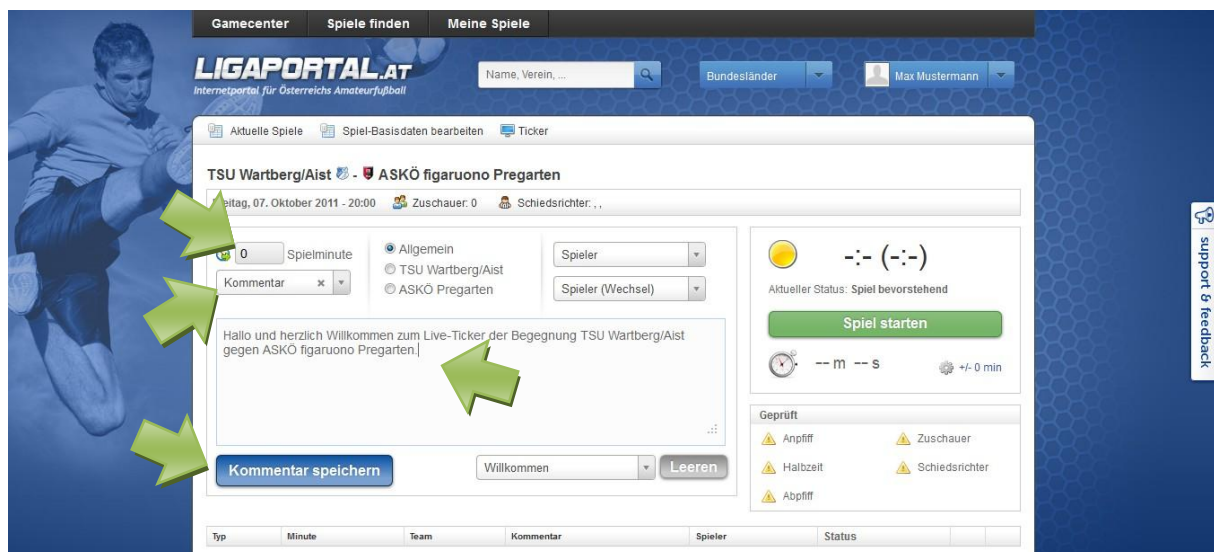 Gamecenter Spiele finden Meine Spiele
LIGAPORTAL.AT
Internetportal für Österreichs Amateurfußball
Name, Verein, ...
Bundesländer
Max Mustermann
Aktuelle Spiele Spiel-Basisdaten bearbeiten Ticker
TSU Wartberg/Aist - ASKÖ figaruono Pregarten
07. Oktober 2011 - 20:00 Zuschauer: 0 Schiedsrichter: , ,
0 Spielminute
Kommentar x
Allgemein
TSU Wartberg/Aist
ASKÖ Pregarten
Spieler
Spieler (Wechsel)
Hallo und herzlich Willkommen zum Live-Ticker der Begegnung TSU Wartberg/Aist
gegen ASKÖ figaruono Pregarten.
Kommentar speichern
Willkommen
Leeren
-:- (-:-)
Aktueller Status: Spiel bevorstehend
Spiel starten
-- m -- s +/- 0 min
Geprüft
Anpfiff Zuschauer
Halbzeit Schiedsrichter
Abpfiff
Typ Minute Team Kommentar Spieler Status
support & feedback